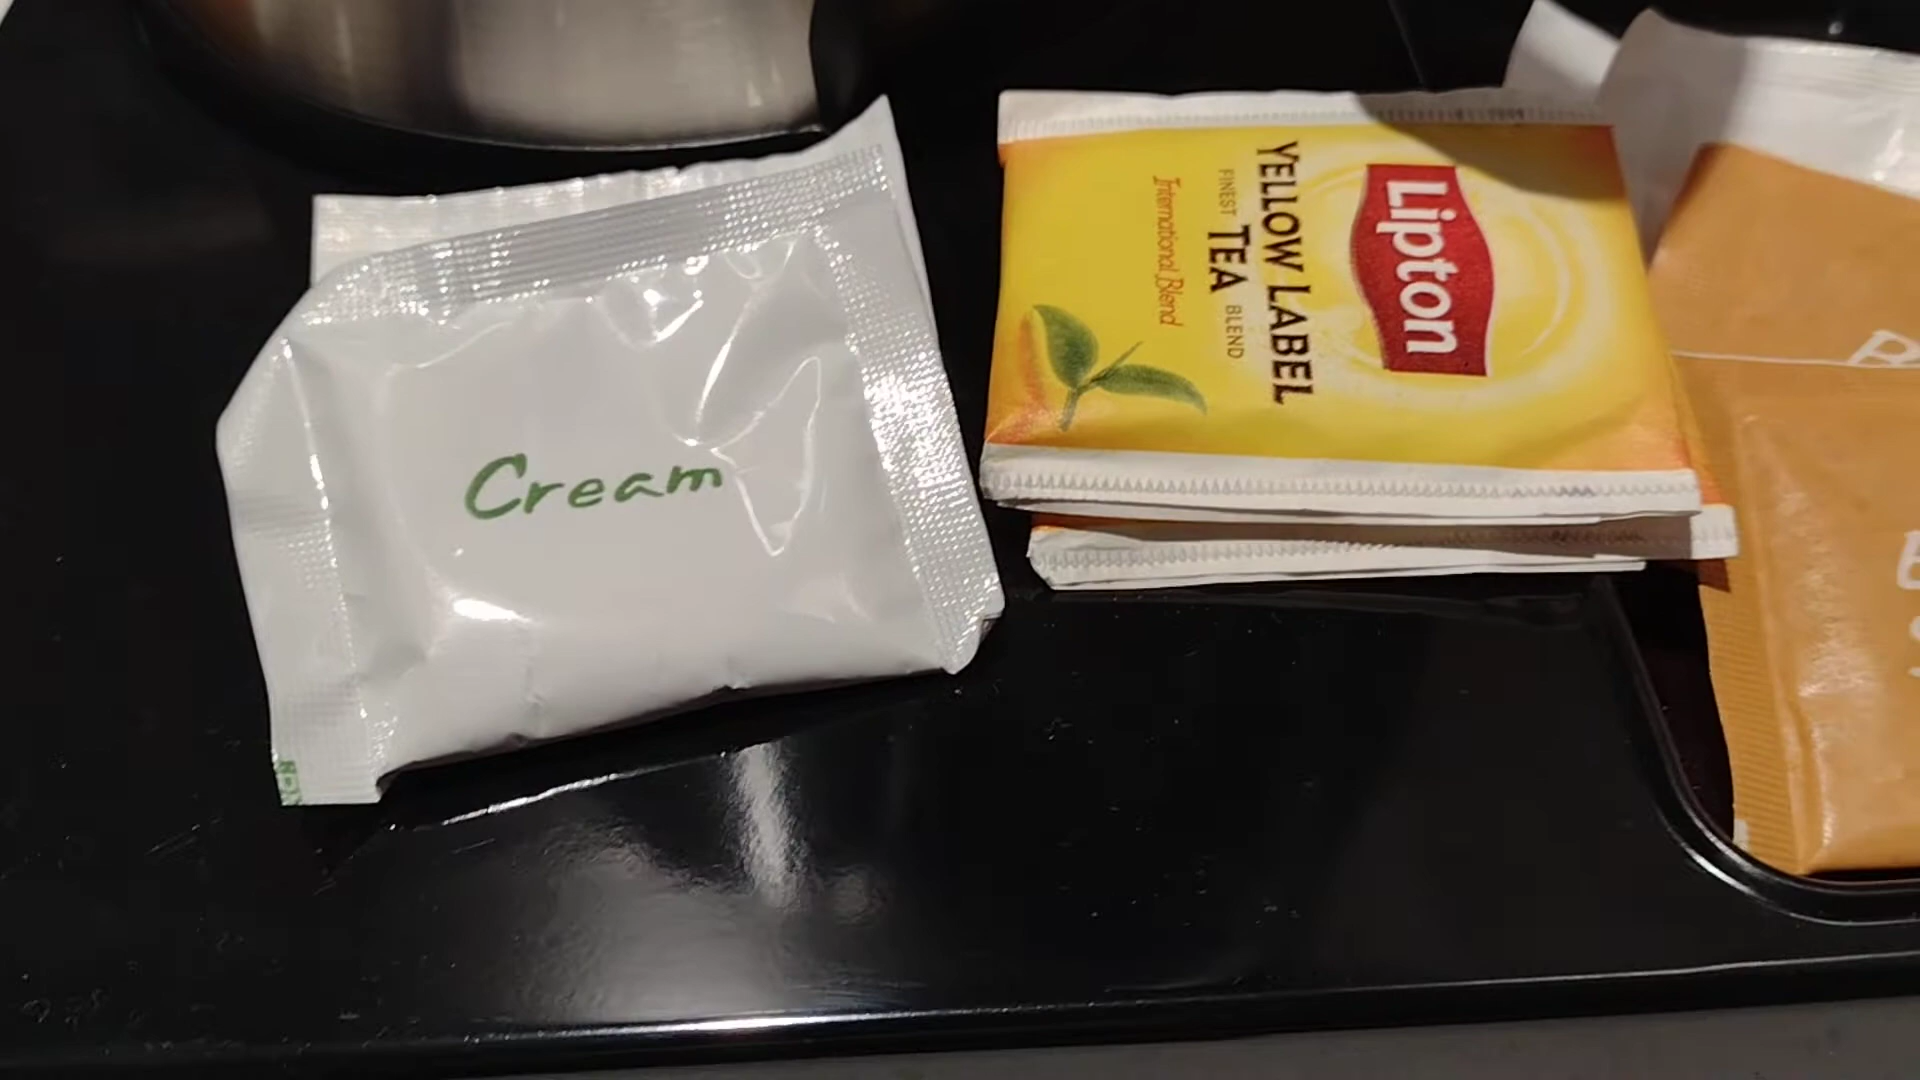 Cream
Lipton
YELLOW LABEL
FINEST TEA BLEND
International Blend